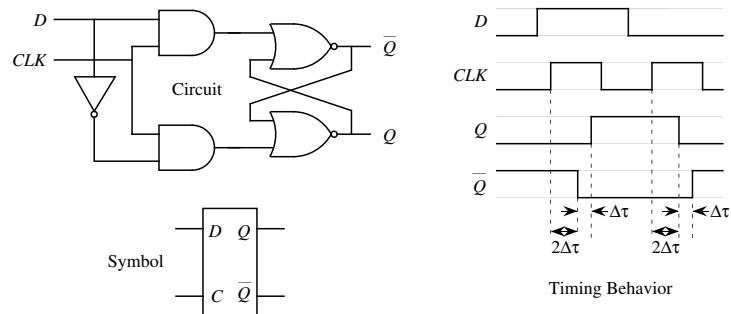 D
CLK
Circuit
Q̅
Q
Symbol
D Q
C Q̅
D
CLK
Q
Q̅
Δτ Δτ
2Δτ 2Δτ
Timing Behavior